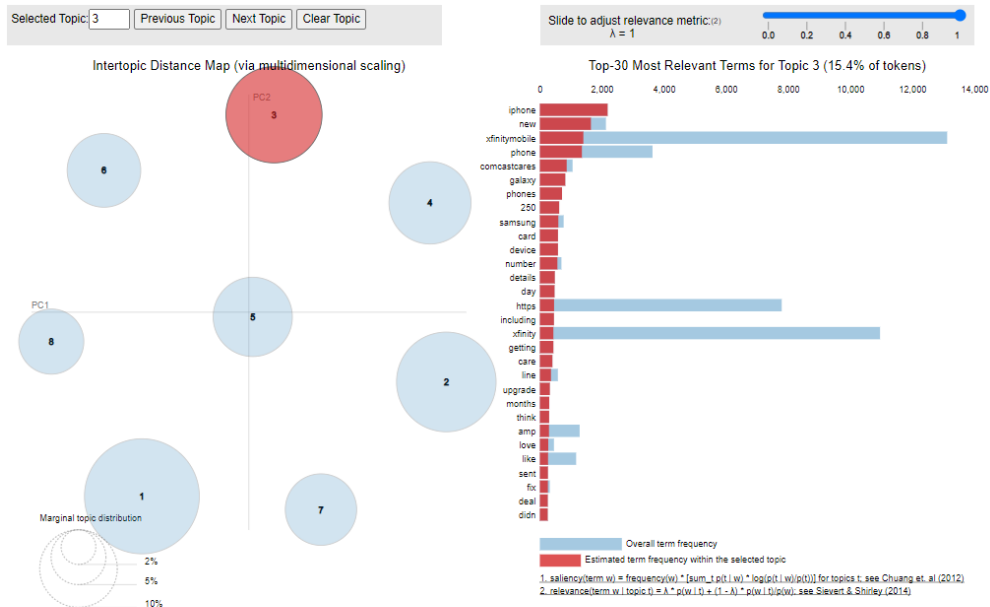 Selected Topic: 3 Previous Topic Next Topic Clear Topic
Slide to adjust relevance metric:(2)
λ = 1
0.0 0.2 0.4 0.6 0.8 1
Intertopic Distance Map (via multidimensional scaling)
PC2
3
6
4
PC1
5
8
2
1
7
Marginal topic distribution
2%
5%
10%
Top-30 Most Relevant Terms for Topic 3 (15.4% of tokens)
0 2,000 4,000 6,000 8,000 10,000 12,000 14,000
iphone
new
xfinitymobile
phone
comcastcares
galaxy
phones
250
samsung
card
device
number
details
day
https
including
xfinity
getting
care
line
upgrade
months
think
amp
love
like
sent
fix
deal
didn
Overall term frequency
Estimated term frequency within the selected topic
1. saliency(term w) = frequency(w) * [sum_t p(t | w) * log(p(t | w)/p(t))] for topics t; see Chuang et. al (2012)
2. relevance(term w | topic t) = λ * p(w | t) + (1 - λ) * p(w | t)/p(w); see Sievert & Shirley (2014)